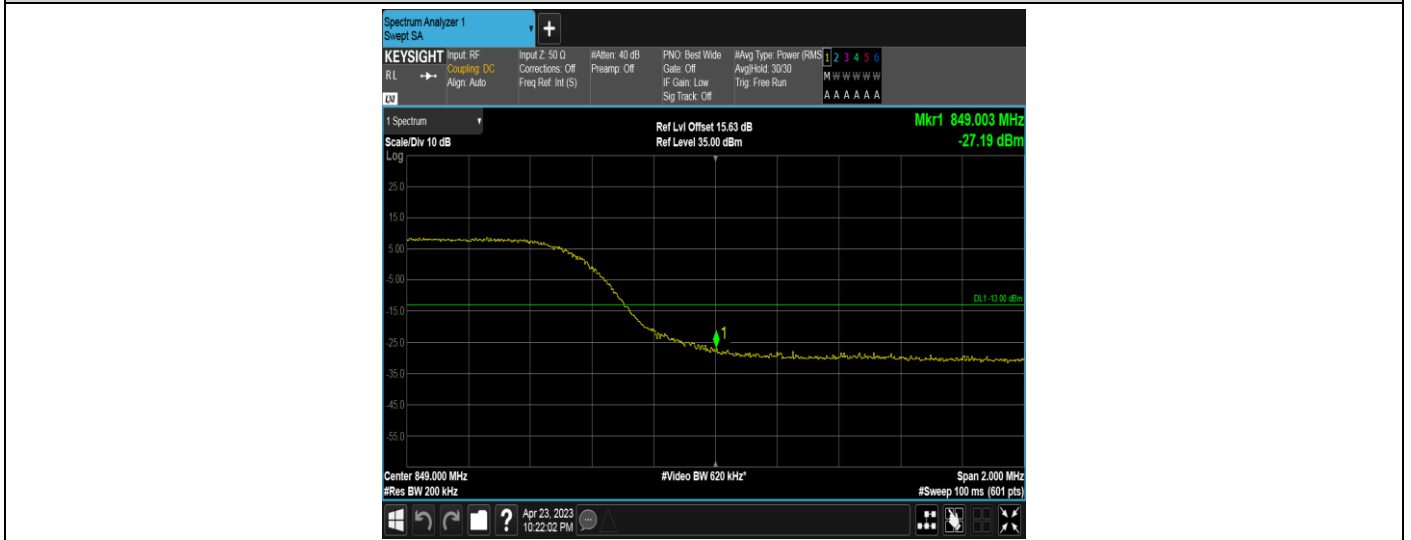 Spectrum Analyzer 1
Swept SA
+
KEYSIGHT
RL
Input: RF
Coupling: DC
Align: Auto
Input Z: 50 Ω
Corrections: Off
Freq Ref: Int (S)
#Atten: 40 dB
Preamp: Off
PNO: Best Wide
Gate: Off
IF Gain: Low
Sig Track: Off
#Avg Type: Power (RMS
Avg|Hold: 30/30
Trig: Free Run
1 2 3 4 5 6
M W W W W W
A A A A A A
1 Spectrum
Scale/Div 10 dB
Log
Ref Lvl Offset 15.63 dB
Ref Level 35.00 dBm
Mkr1 849.003 MHz
-27.19 dBm
25.0
15.0
5.00
-5.00
DL1 -13.00 dBm
-15.0
1
-25.0
-35.0
-45.0
-55.0
Center 849.000 MHz
#Res BW 200 kHz
#Video BW 620 kHz*
Span 2.000 MHz
#Sweep 100 ms (601 pts)
?
Apr 23, 2023
10:22:02 PM